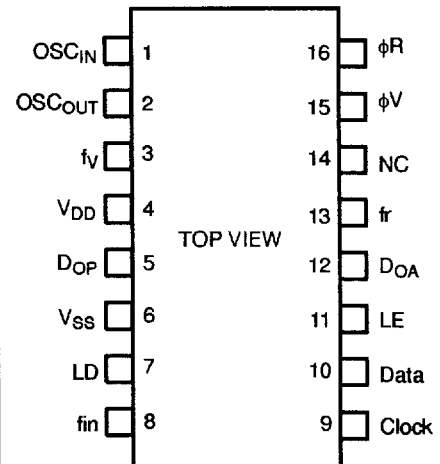 OSCIN 1 16 ϕR
OSCOUT 2 15 ϕV
fV 3 14 NC
VDD 4 13 fr
TOP VIEW
DOP 5 12 DOA
VSS 6 11 LE
LD 7 10 Data
fin 8 9 Clock